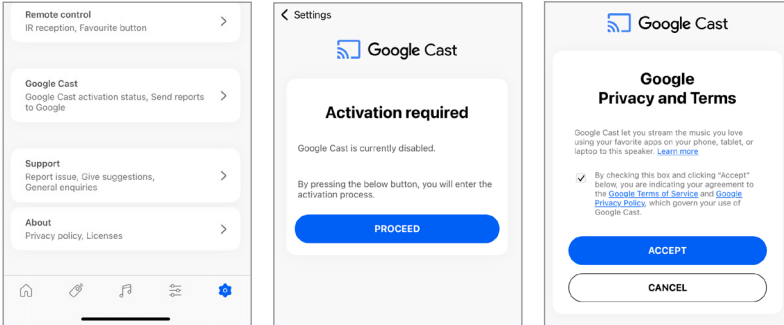 Remote control
IR reception, Favourite button
Google Cast
Google Cast activation status, Send reports
to Google
Support
Report issue, Give suggestions,
General enquiries
About
Privacy policy, Licenses
Settings
Google Cast
Activation required
Google Cast is currently disabled.
By pressing the below button, you will enter the
activation process.
PROCEED
Google Cast
Google
Privacy and Terms
Google Cast let you stream the music you love
using your favorite apps on your phone, tablet, or
laptop to this speaker. Learn more
By checking this box and clicking "Accept"
below, you are indicating your agreement to
the Google Terms of Service and Google
Privacy Policy, which govern your use of
Google Cast.
ACCEPT
CANCEL